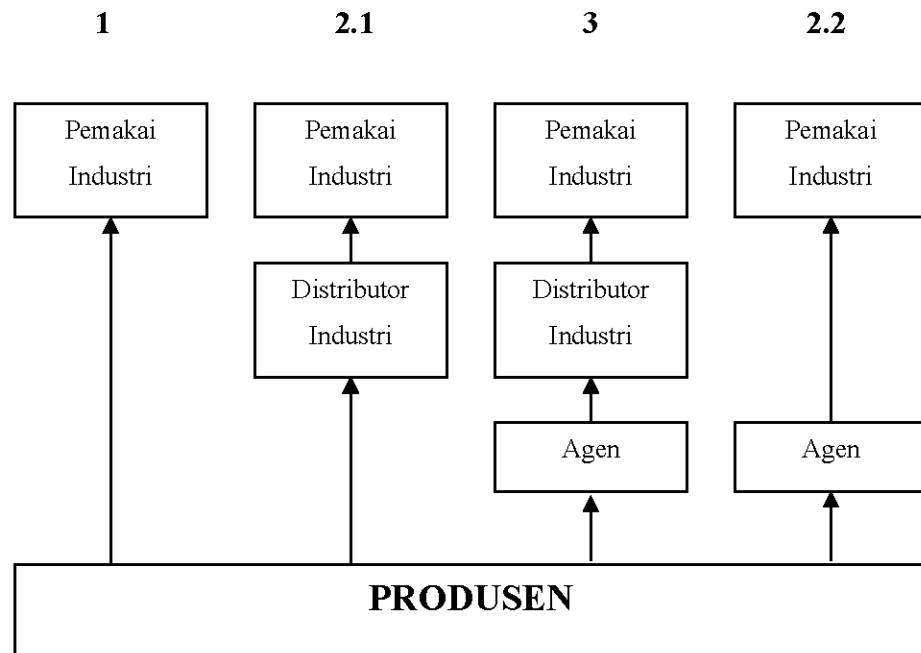 1 2.1 3 2.2
Pemakai Pemakai Pemakai Pemakai
Industri Industri Industri Industri
Distributor Distributor
Industri Industri
Agen Agen
PRODUSEN